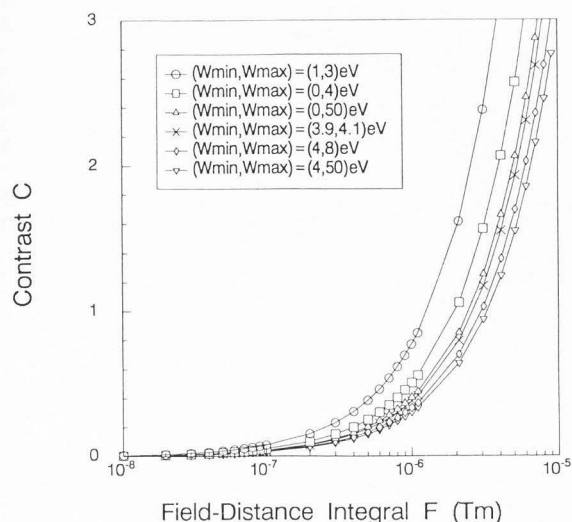 3
(Wmin,Wmax)=(1,3)eV
(Wmin,Wmax)=(0,4)eV
(Wmin,Wmax)=(0,50)eV
(Wmin,Wmax)=(3.9,4.1)eV
(Wmin,Wmax)=(4,8)eV
(Wmin,Wmax)=(4,50)eV
2
Contrast C
1
0
10⁻⁸ 10⁻⁷ 10⁻⁶ 10⁻⁵
Field-Distance Integral F (Tm)